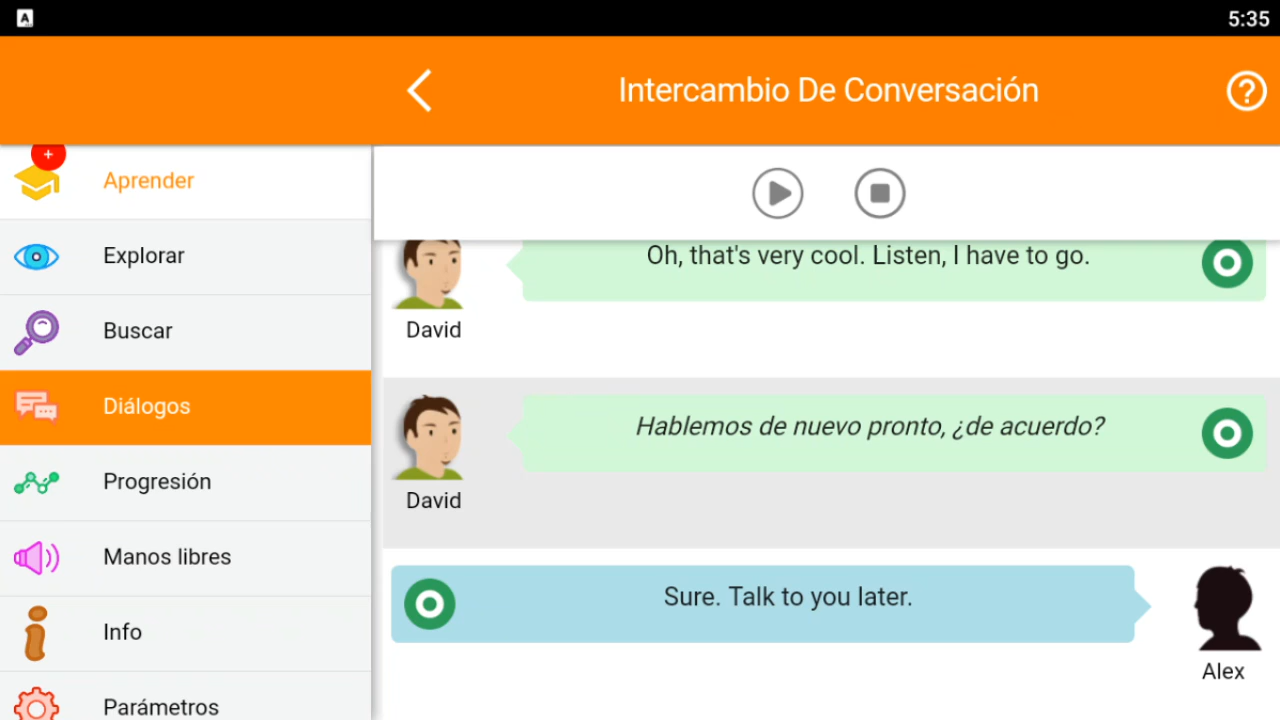 5:35
Intercambio De Conversación
Aprender
Explorar
Buscar
Diálogos
Progresión
Manos libres
Info
Parámetros
Oh, that's very cool. Listen, I have to go.
David
Hablemos de nuevo pronto, ¿de acuerdo?
David
Sure. Talk to you later.
Alex